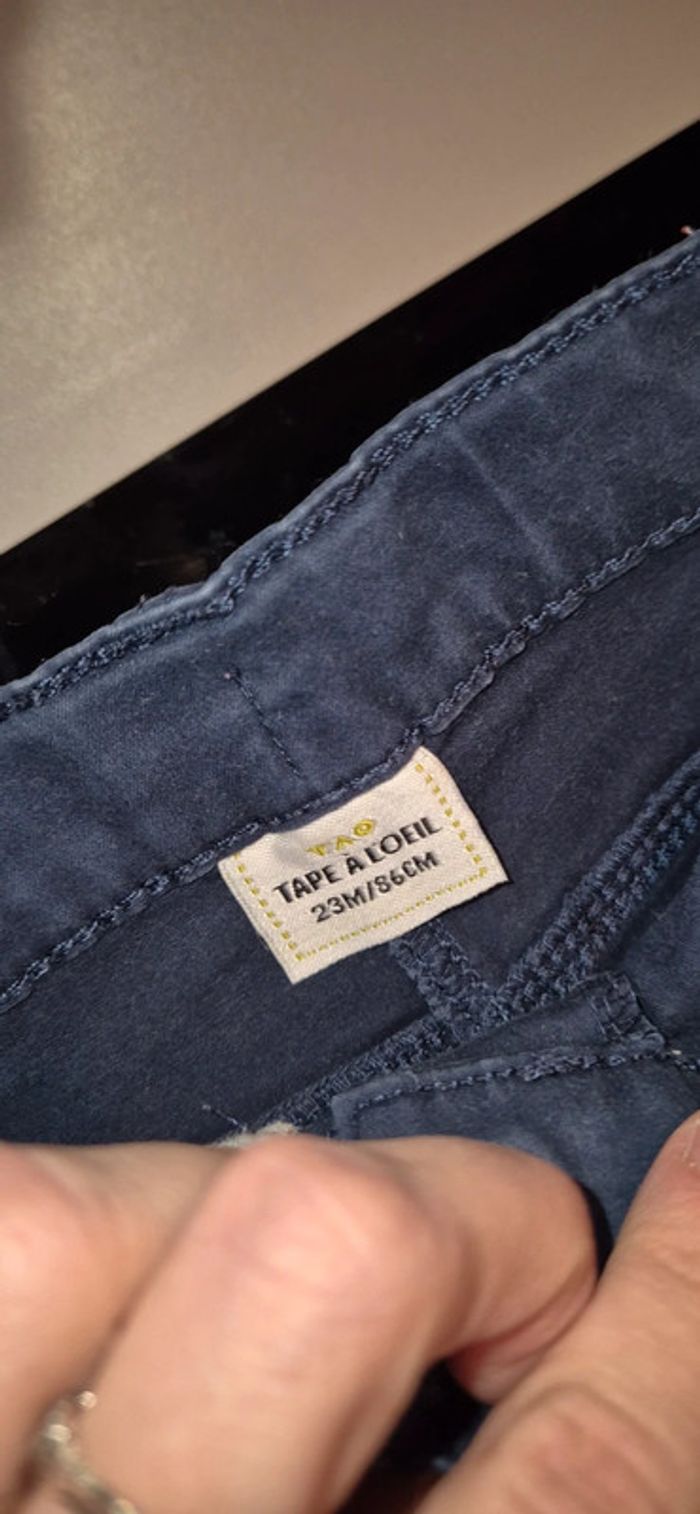 TAO
TAPE À L'OEIL
23M/86CM